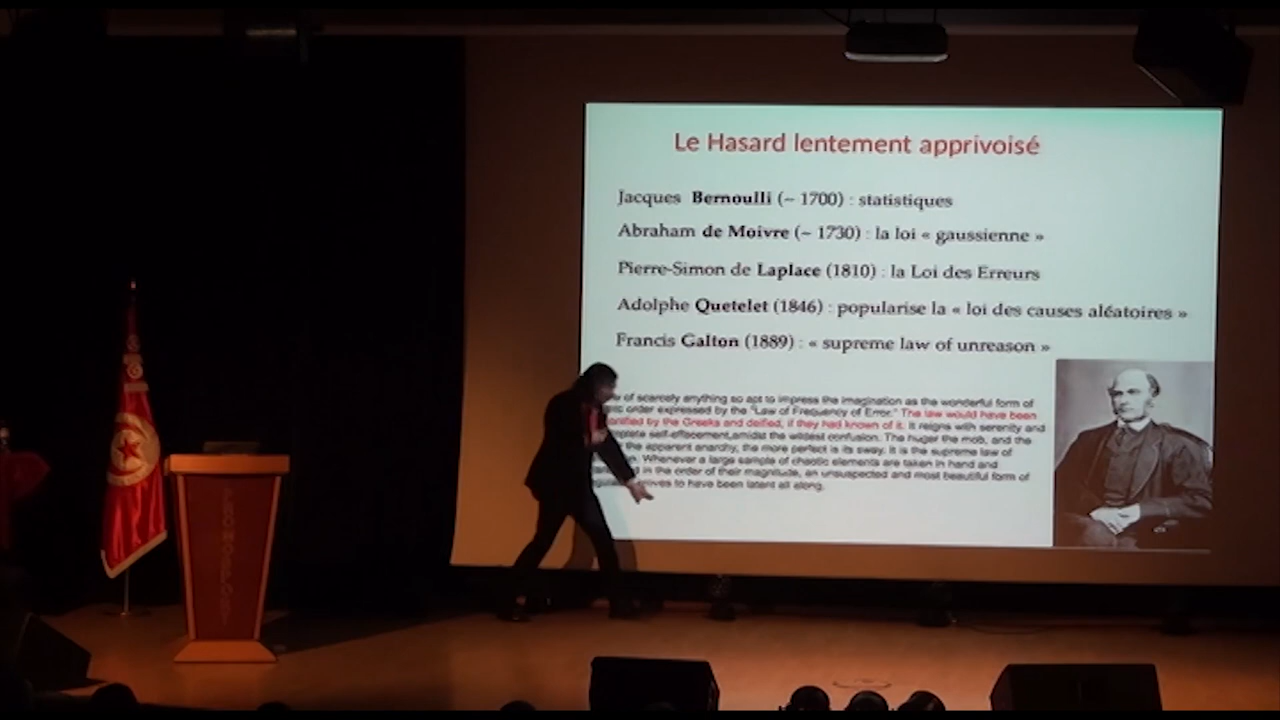 Le Hasard lentement apprivoisé
Jacques Bernoulli (~ 1700) : statistiques
Abraham de Moivre (~ 1730) : la loi « gaussienne »
Pierre-Simon de Laplace (1810) : la Loi des Erreurs
Adolphe Quetelet (1846) : popularise la « loi des causes aléatoires »
Francis Galton (1889) : « supreme law of unreason »
of scarcely anything so apt to impress the imagination as the wonderful form of
order expressed by the "Law of Frequency of Error." The law would have been
by the Greeks and deified, if they had known of it. It reigns with serenity and
self-effacement, amidst the wildest confusion. The huger the mob, and the
the apparent anarchy, the more perfect is its sway. It is the supreme law of
Whenever a large sample of chaotic elements are taken in hand and
in the order of their magnitude, an unsuspected and most beautiful form of
proves to have been latent all along.